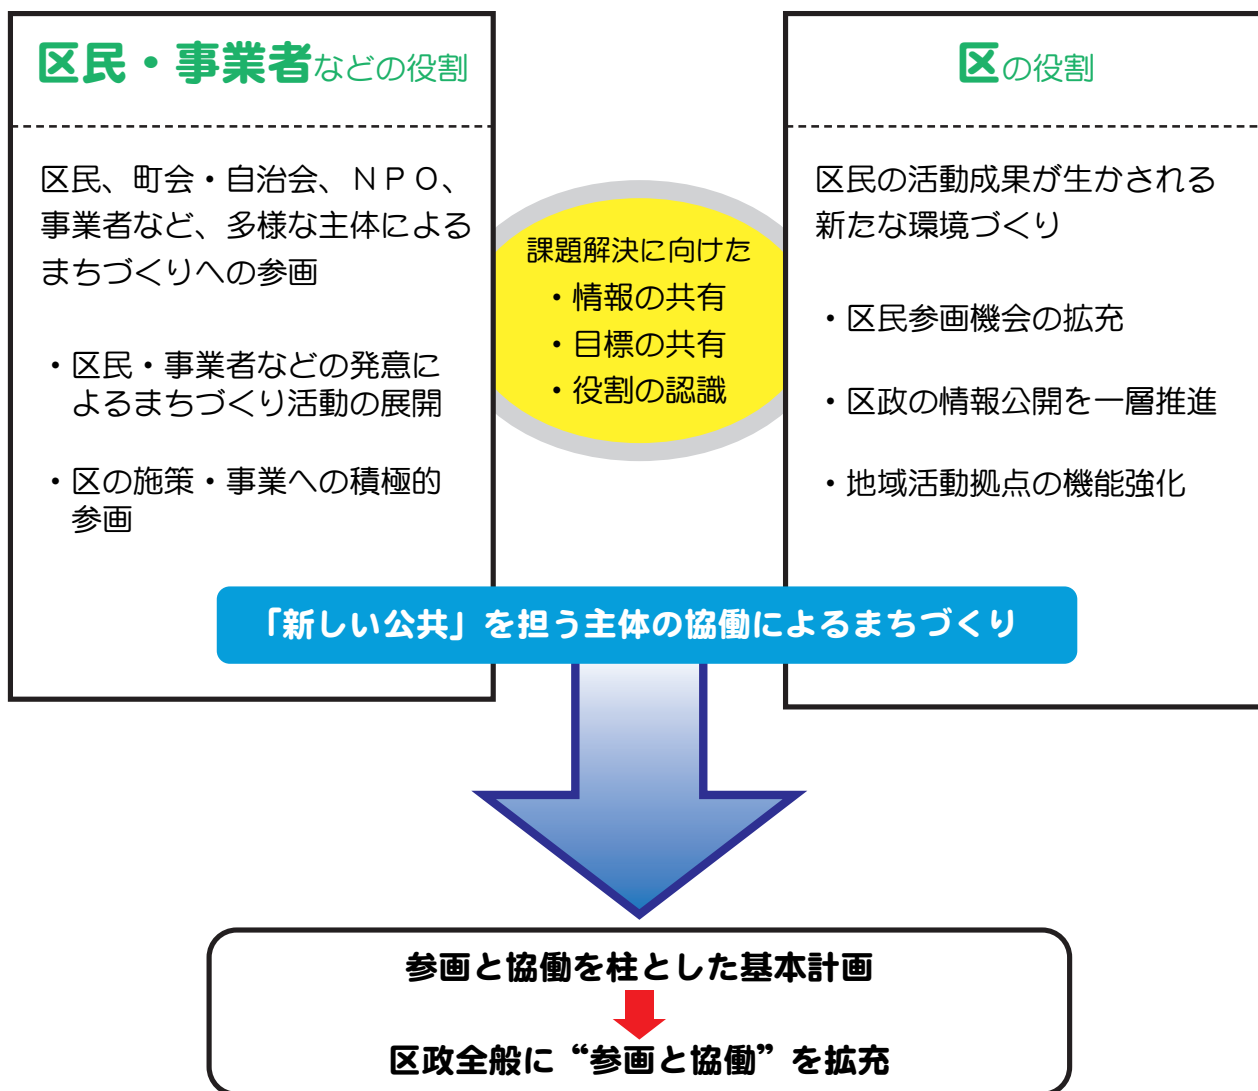 区民・事業者などの役割
区民、町会・自治会、ＮＰＯ、
事業者など、多様な主体による
まちづくりへの参画
・区民・事業者などの発意に
よるまちづくり活動の展開
・区の施策・事業への積極的
参画
課題解決に向けた
・情報の共有
・目標の共有
・役割の認識
区の役割
区民の活動成果が生かされる
新たな環境づくり
・区民参画機会の拡充
・区政の情報公開を一層推進
・地域活動拠点の機能強化
「新しい公共」を担う主体の協働によるまちづくり
参画と協働を柱とした基本計画
区政全般に“参画と協働”を拡充